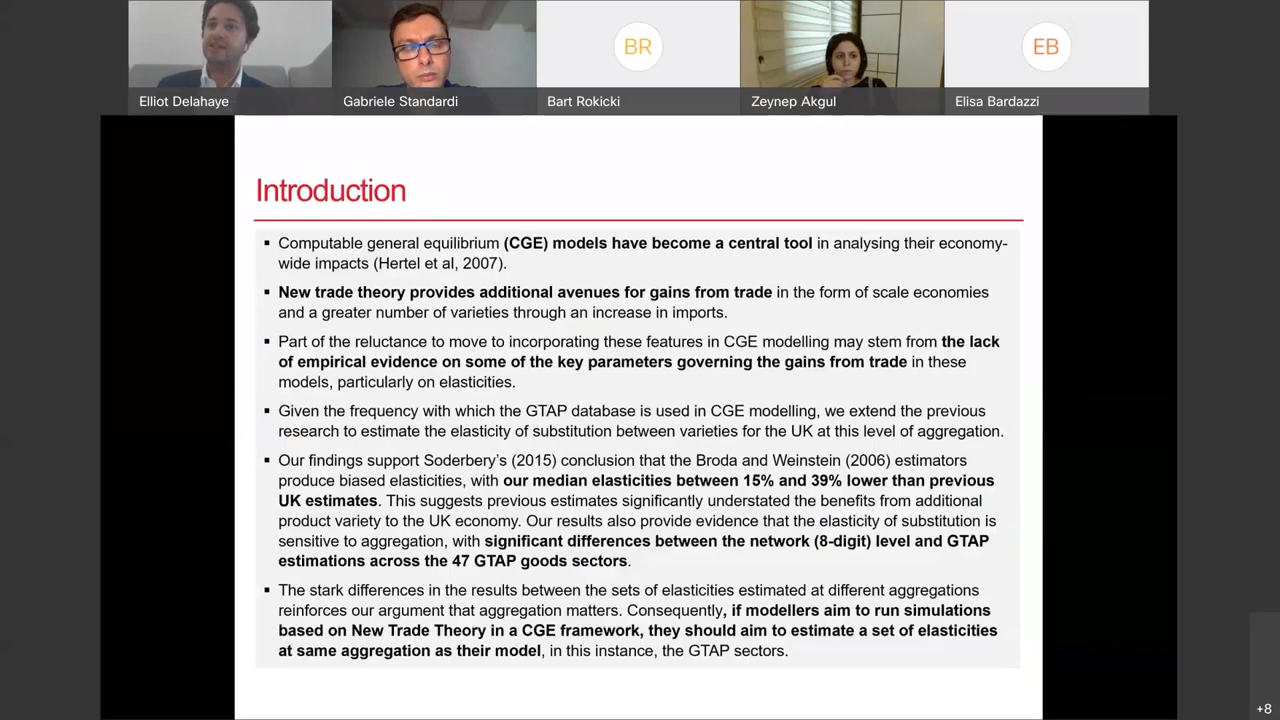 BR
EB
Elliot Delahaye
Gabriele Standardi
Bart Rokicki
Zeynep Akgul
Elisa Bardazzi
Introduction
▪ Computable general equilibrium (CGE) models have become a central tool in analysing their economy-
wide impacts (Hertel et al, 2007).
▪ New trade theory provides additional avenues for gains from trade in the form of scale economies
and a greater number of varieties through an increase in imports.
▪ Part of the reluctance to move to incorporating these features in CGE modelling may stem from the lack
of empirical evidence on some of the key parameters governing the gains from trade in these
models, particularly on elasticities.
▪ Given the frequency with which the GTAP database is used in CGE modelling, we extend the previous
research to estimate the elasticity of substitution between varieties for the UK at this level of aggregation.
▪ Our findings support Soderbery's (2015) conclusion that the Broda and Weinstein (2006) estimators
produce biased elasticities, with our median elasticities between 15% and 39% lower than previous
UK estimates. This suggests previous estimates significantly understated the benefits from additional
product variety to the UK economy. Our results also provide evidence that the elasticity of substitution is
sensitive to aggregation, with significant differences between the network (8-digit) level and GTAP
estimations across the 47 GTAP goods sectors.
▪ The stark differences in the results between the sets of elasticities estimated at different aggregations
reinforces our argument that aggregation matters. Consequently, if modellers aim to run simulations
based on New Trade Theory in a CGE framework, they should aim to estimate a set of elasticities
at same aggregation as their model, in this instance, the GTAP sectors.
+8